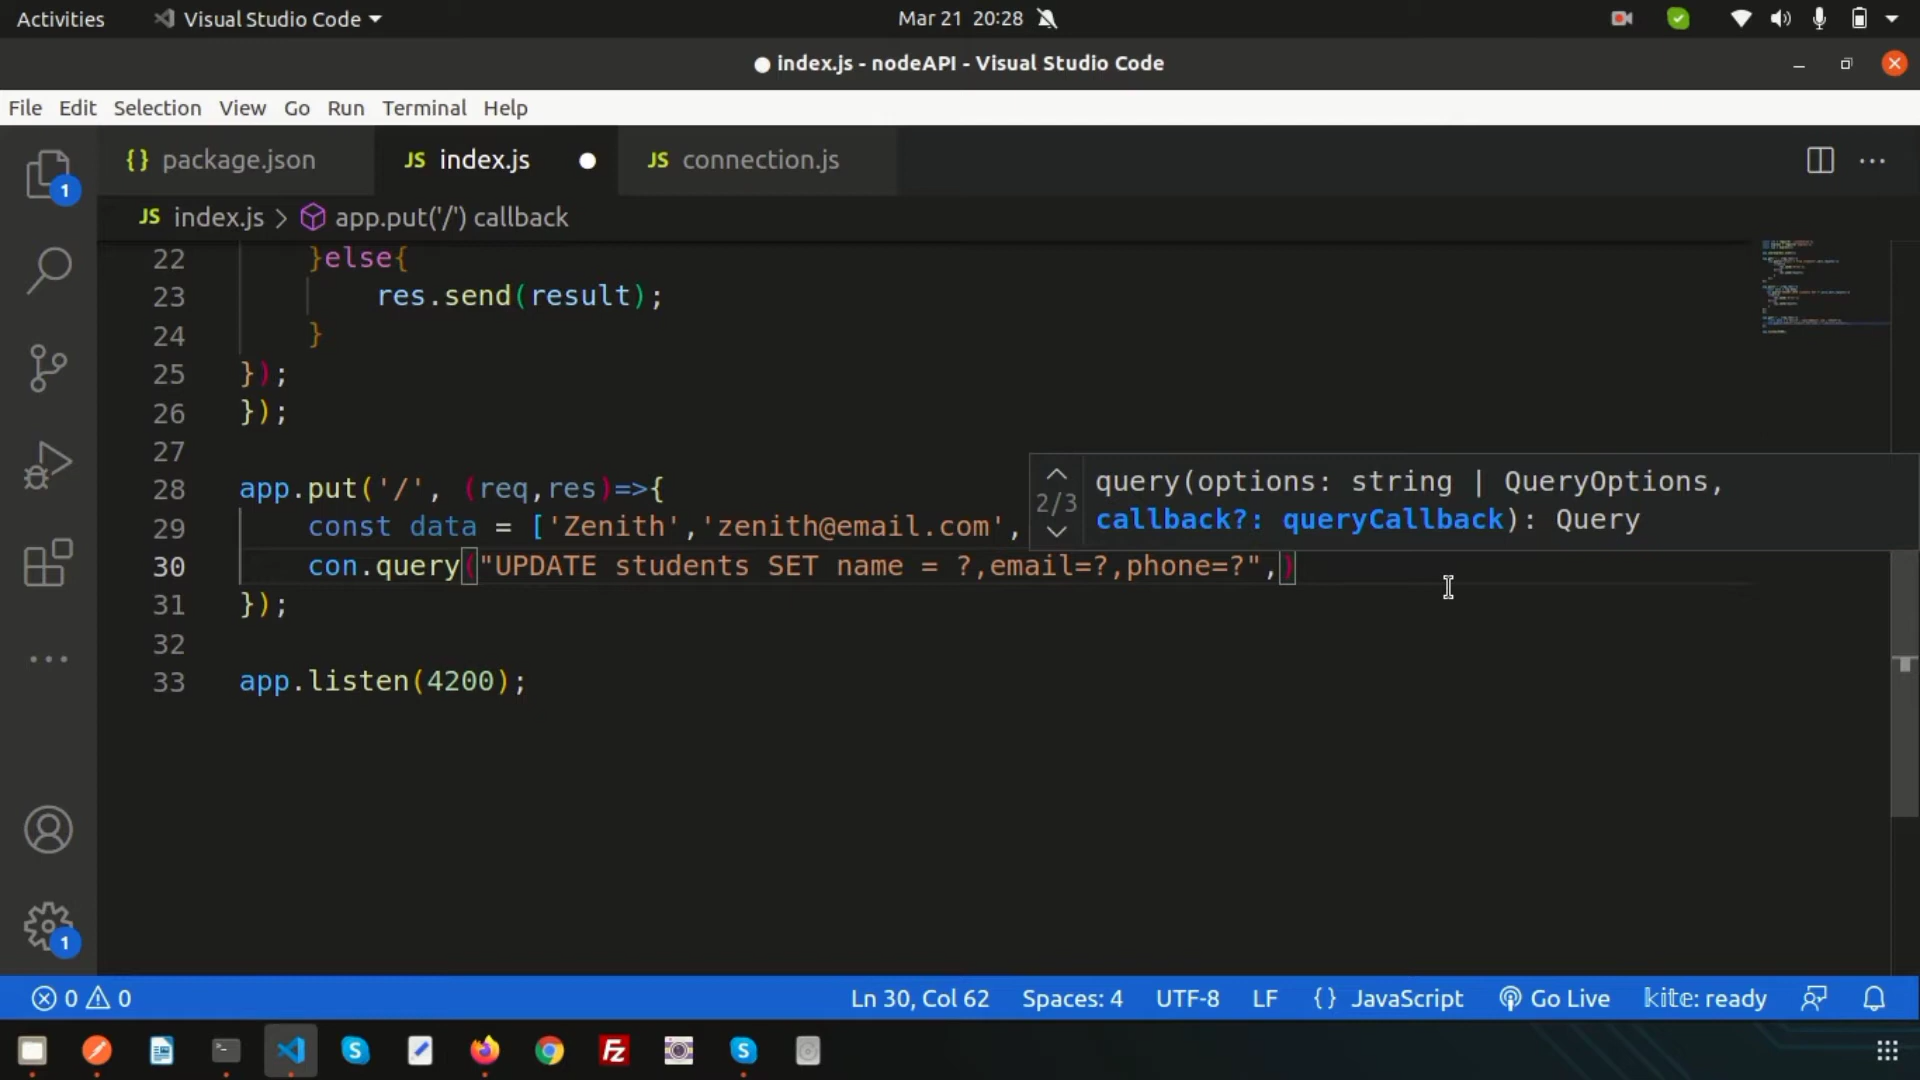 Activities Visual Studio Code Mar 21 20:28
index.js - nodeAPI - Visual Studio Code
File Edit Selection View Go Run Terminal Help
1 {} package.json JS index.js JS connection.js
JS index.js > app.put('/') callback
22 }else{
23 res.send(result);
24 }
25 });
26 });
27
28 app.put('/', (req,res)=>{
29 const data = ['Zenith','zenith@email.com',
30 con.query("UPDATE students SET name = ?,email=?,phone=?",)
31 });
32
33 app.listen(4200);
2/3 query(options: string | QueryOptions,
callback?: queryCallback): Query
1
0 0 Ln 30, Col 62 Spaces: 4 UTF-8 LF {} JavaScript Go Live kite: ready